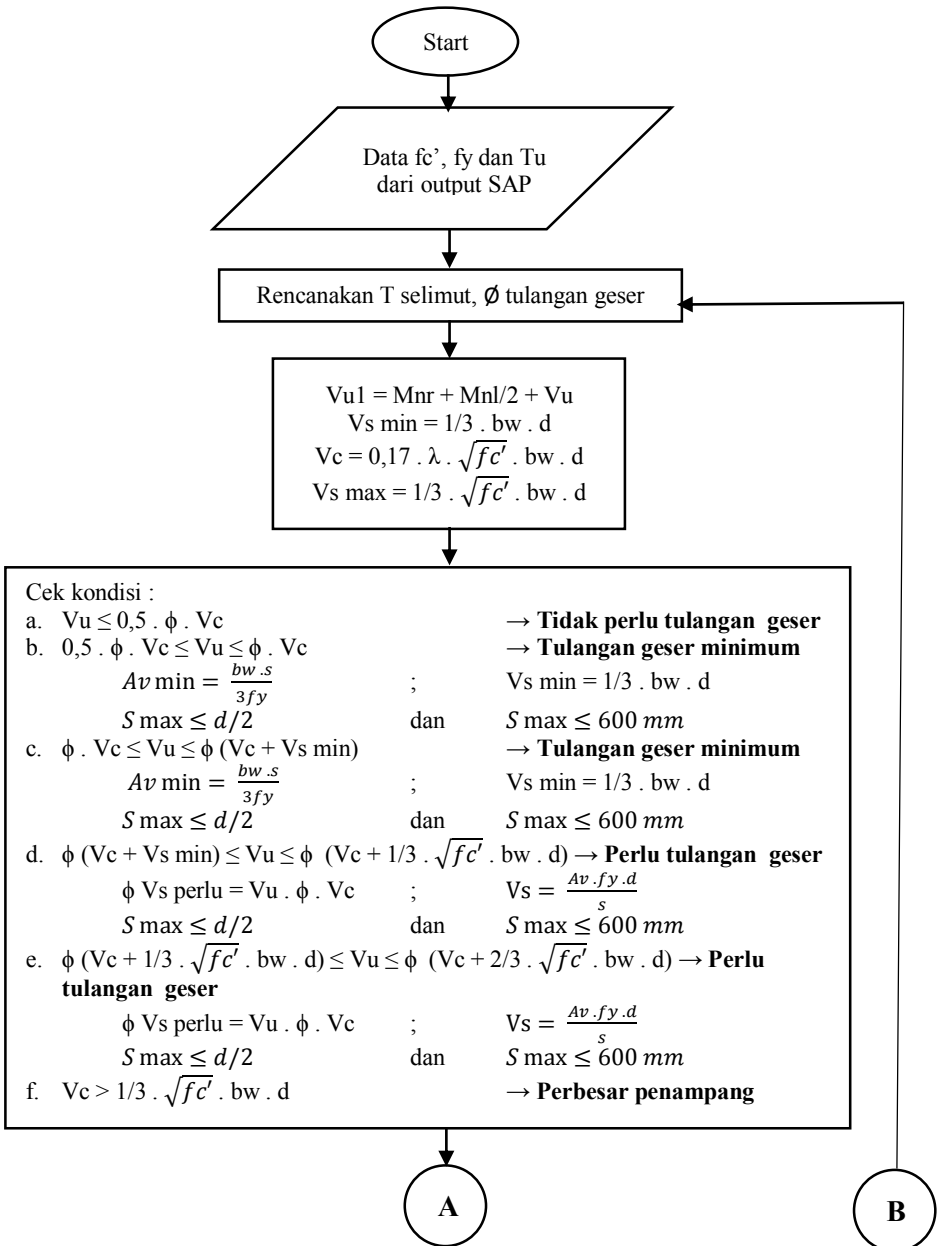 Start
Data fc’, fy dan Tu
dari output SAP
Rencanakan T selimut, Ø tulangan geser
Vu1 = Mnr + Mnl/2 + Vu
Vs min = 1/3 . bw . d
Vc = 0,17 . λ . √fc′ . bw . d
Vs max = 1/3 . √fc′ . bw . d
Cek kondisi :
a. Vu ≤ 0,5 . ϕ . Vc → Tidak perlu tulangan geser
b. 0,5 . ϕ . Vc ≤ Vu ≤ ϕ . Vc → Tulangan geser minimum
Av min = bw .s / 3fy ; Vs min = 1/3 . bw . d
S max ≤ d/2 dan S max ≤ 600 mm
c. ϕ . Vc ≤ Vu ≤ ϕ (Vc + Vs min) → Tulangan geser minimum
Av min = bw .s / 3fy ; Vs min = 1/3 . bw . d
S max ≤ d/2 dan S max ≤ 600 mm
d. ϕ (Vc + Vs min) ≤ Vu ≤ ϕ (Vc + 1/3 . √fc′ . bw . d) → Perlu tulangan geser
ϕ Vs perlu = Vu . ϕ . Vc ; Vs = Av .fy .d / s
S max ≤ d/2 dan S max ≤ 600 mm
e. ϕ (Vc + 1/3 . √fc′ . bw . d) ≤ Vu ≤ ϕ (Vc + 2/3 . √fc′ . bw . d) → Perlu
tulangan geser
ϕ Vs perlu = Vu . ϕ . Vc ; Vs = Av .fy .d / s
S max ≤ d/2 dan S max ≤ 600 mm
f. Vc > 1/3 . √fc′ . bw . d → Perbesar penampang
A
B